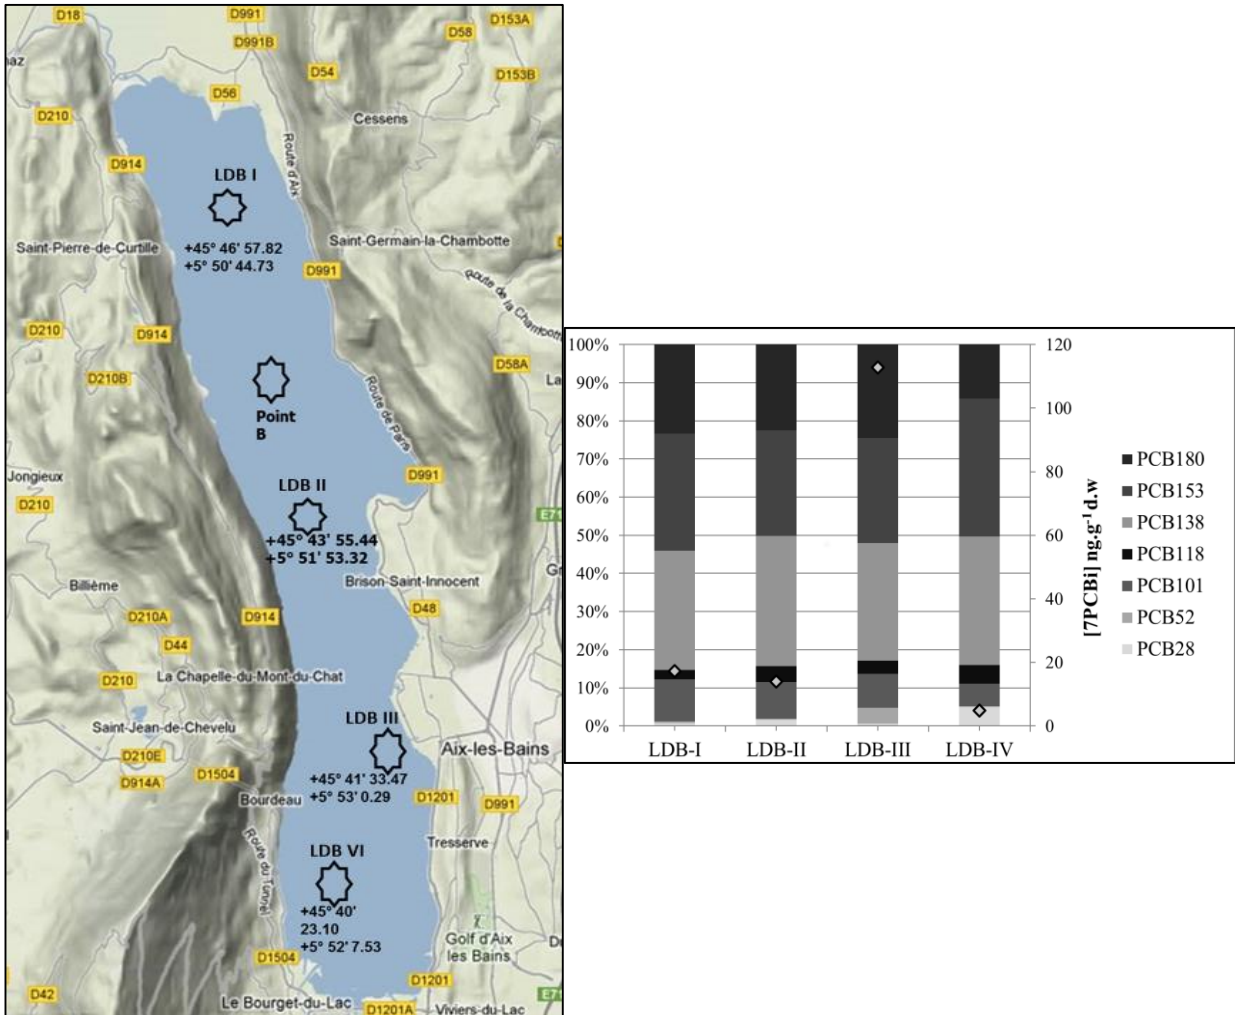 D18
D991
D153A
D991B
D58
naz
D54
D153B
D56
D210
Cessens
Route d'Aix
D914
LDB I
Saint-Pierre-de-Curtille
+45° 46' 57.82
+5° 50' 44.73
Saint-Germain-la-Chambotte
D991
Route de la Chambotte
D210
D914
D58A
D210B
La
Point
B
Route de Paris
Jongieux
D991
D210
LDB II
E71
+45° 43' 55.44
+5° 51' 53.32
Brison-Saint-Innocent
Billième
D210A
D914
D48
D44
D210
La Chapelle-du-Mont-du-Chat
LDB III
Saint-Jean-de-Chevelu
Aix-les-Bains
D210E
D914A
D1504
+45° 41' 33.47
+5° 53' 0.29
Bourdeau
D1201
D991
Route du Tunnel
Tresserve
LDB VI
+45° 40'
23.10
+5° 52' 7.53
Golf d'Aix
les Bains
D1504
D1201
D42
Le Bourget-du-Lac
D1201A
Viviers-du-Lac
E71
100%
90%
80%
70%
60%
50%
40%
30%
20%
10%
0%
LDB-I LDB-II LDB-III LDB-IV
120
100
80
60
40
20
0
[7PCBi] ng.g⁻¹ d.w
PCB180
PCB153
PCB138
PCB118
PCB101
PCB52
PCB28